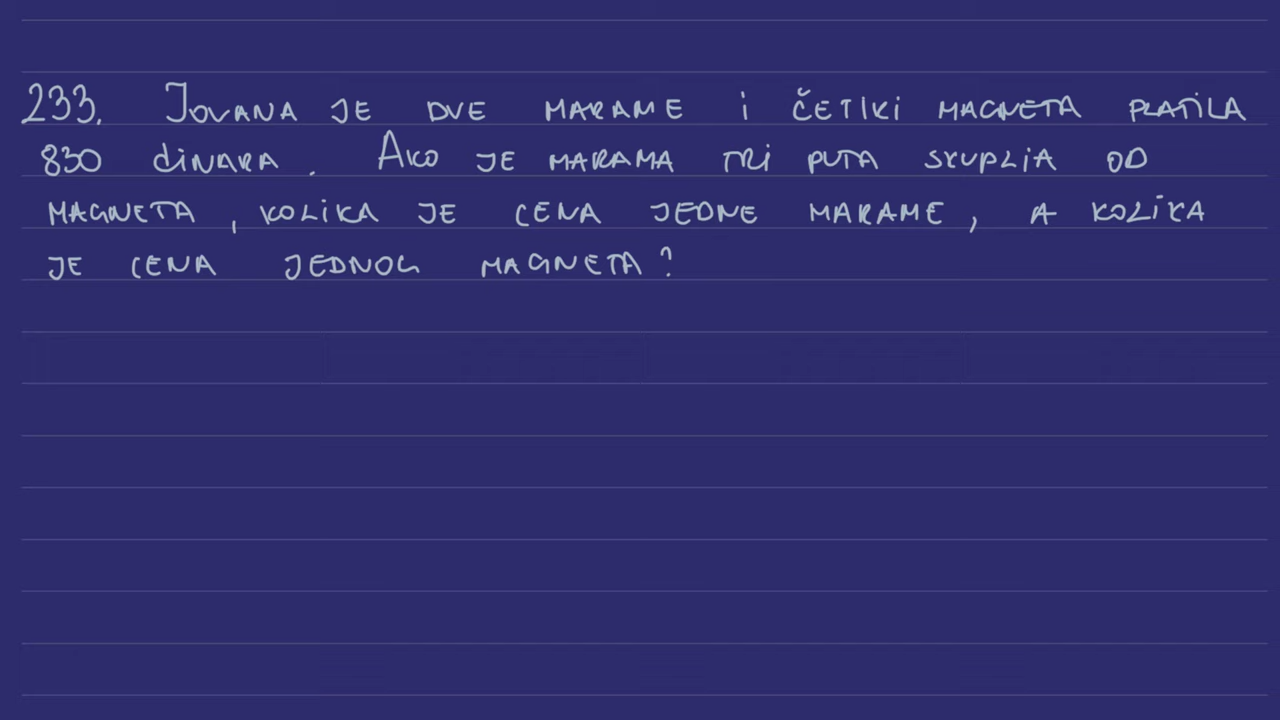 233. JOVANA JE DVE MARAME I ČETIRI MAGNETA PLATILA
830 DINARA. AKO JE MARAMA TRI PUTA SKUPLJA OD
MAGNETA, KOLIKA JE CENA JEDNE MARAME, A KOLIKA
JE CENA JEDNOG MAGNETA?